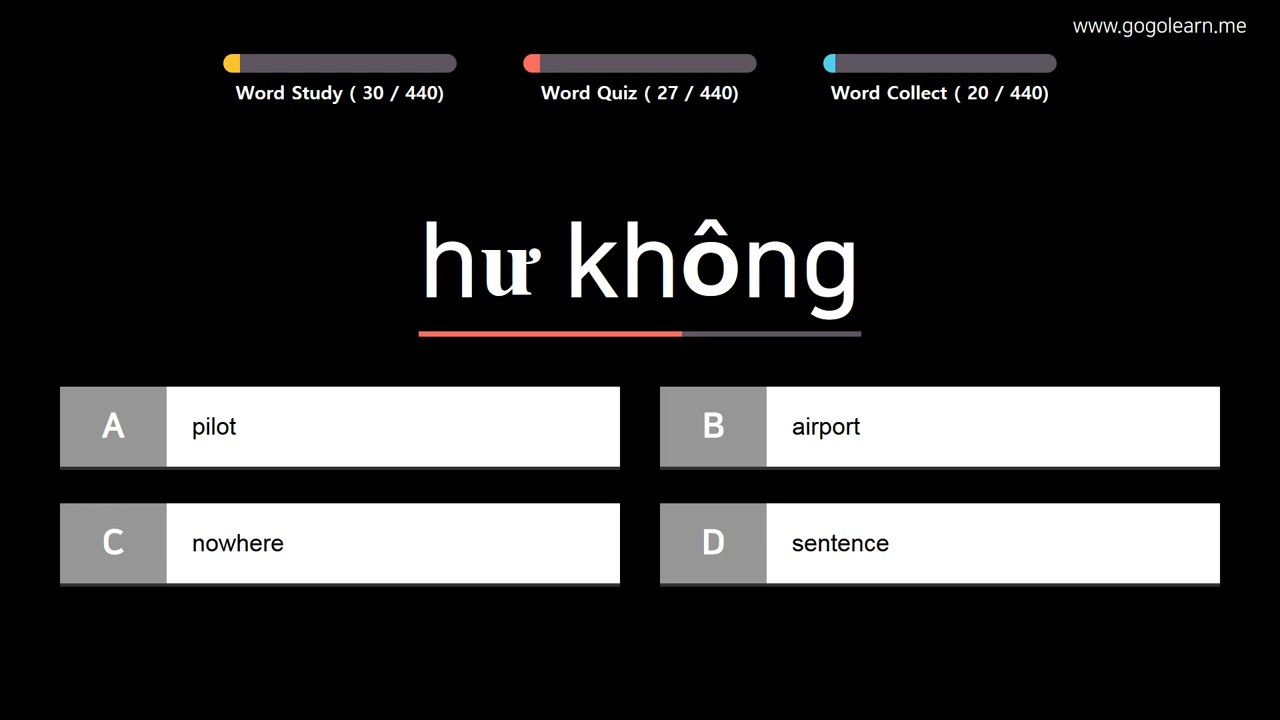 www.gogolearn.me
Word Study ( 30 / 440)
Word Quiz ( 27 / 440)
Word Collect ( 20 / 440)
hư không
A pilot
B airport
C nowhere
D sentence